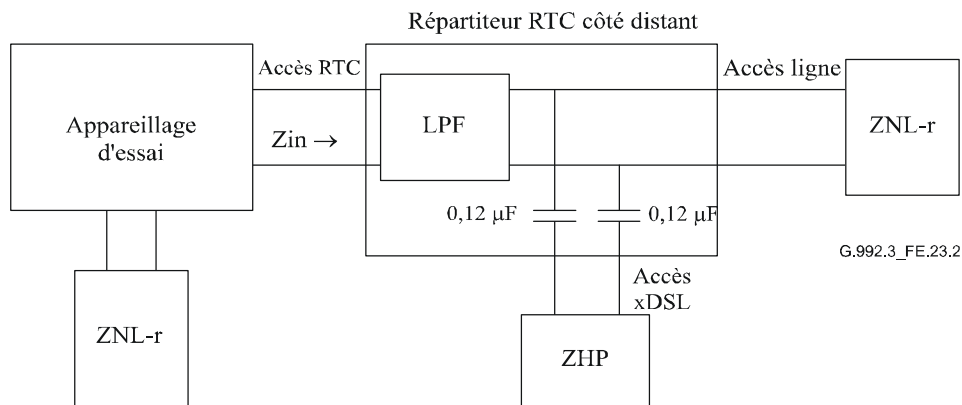 Répartiteur RTC côté distant
Accès RTC
Accès ligne
Appareillage
d'essai
LPF
ZNL-r
Zin →
0,12 µF
0,12 µF
G.992.3_FE.23.2
Accès
xDSL
ZNL-r
ZHP